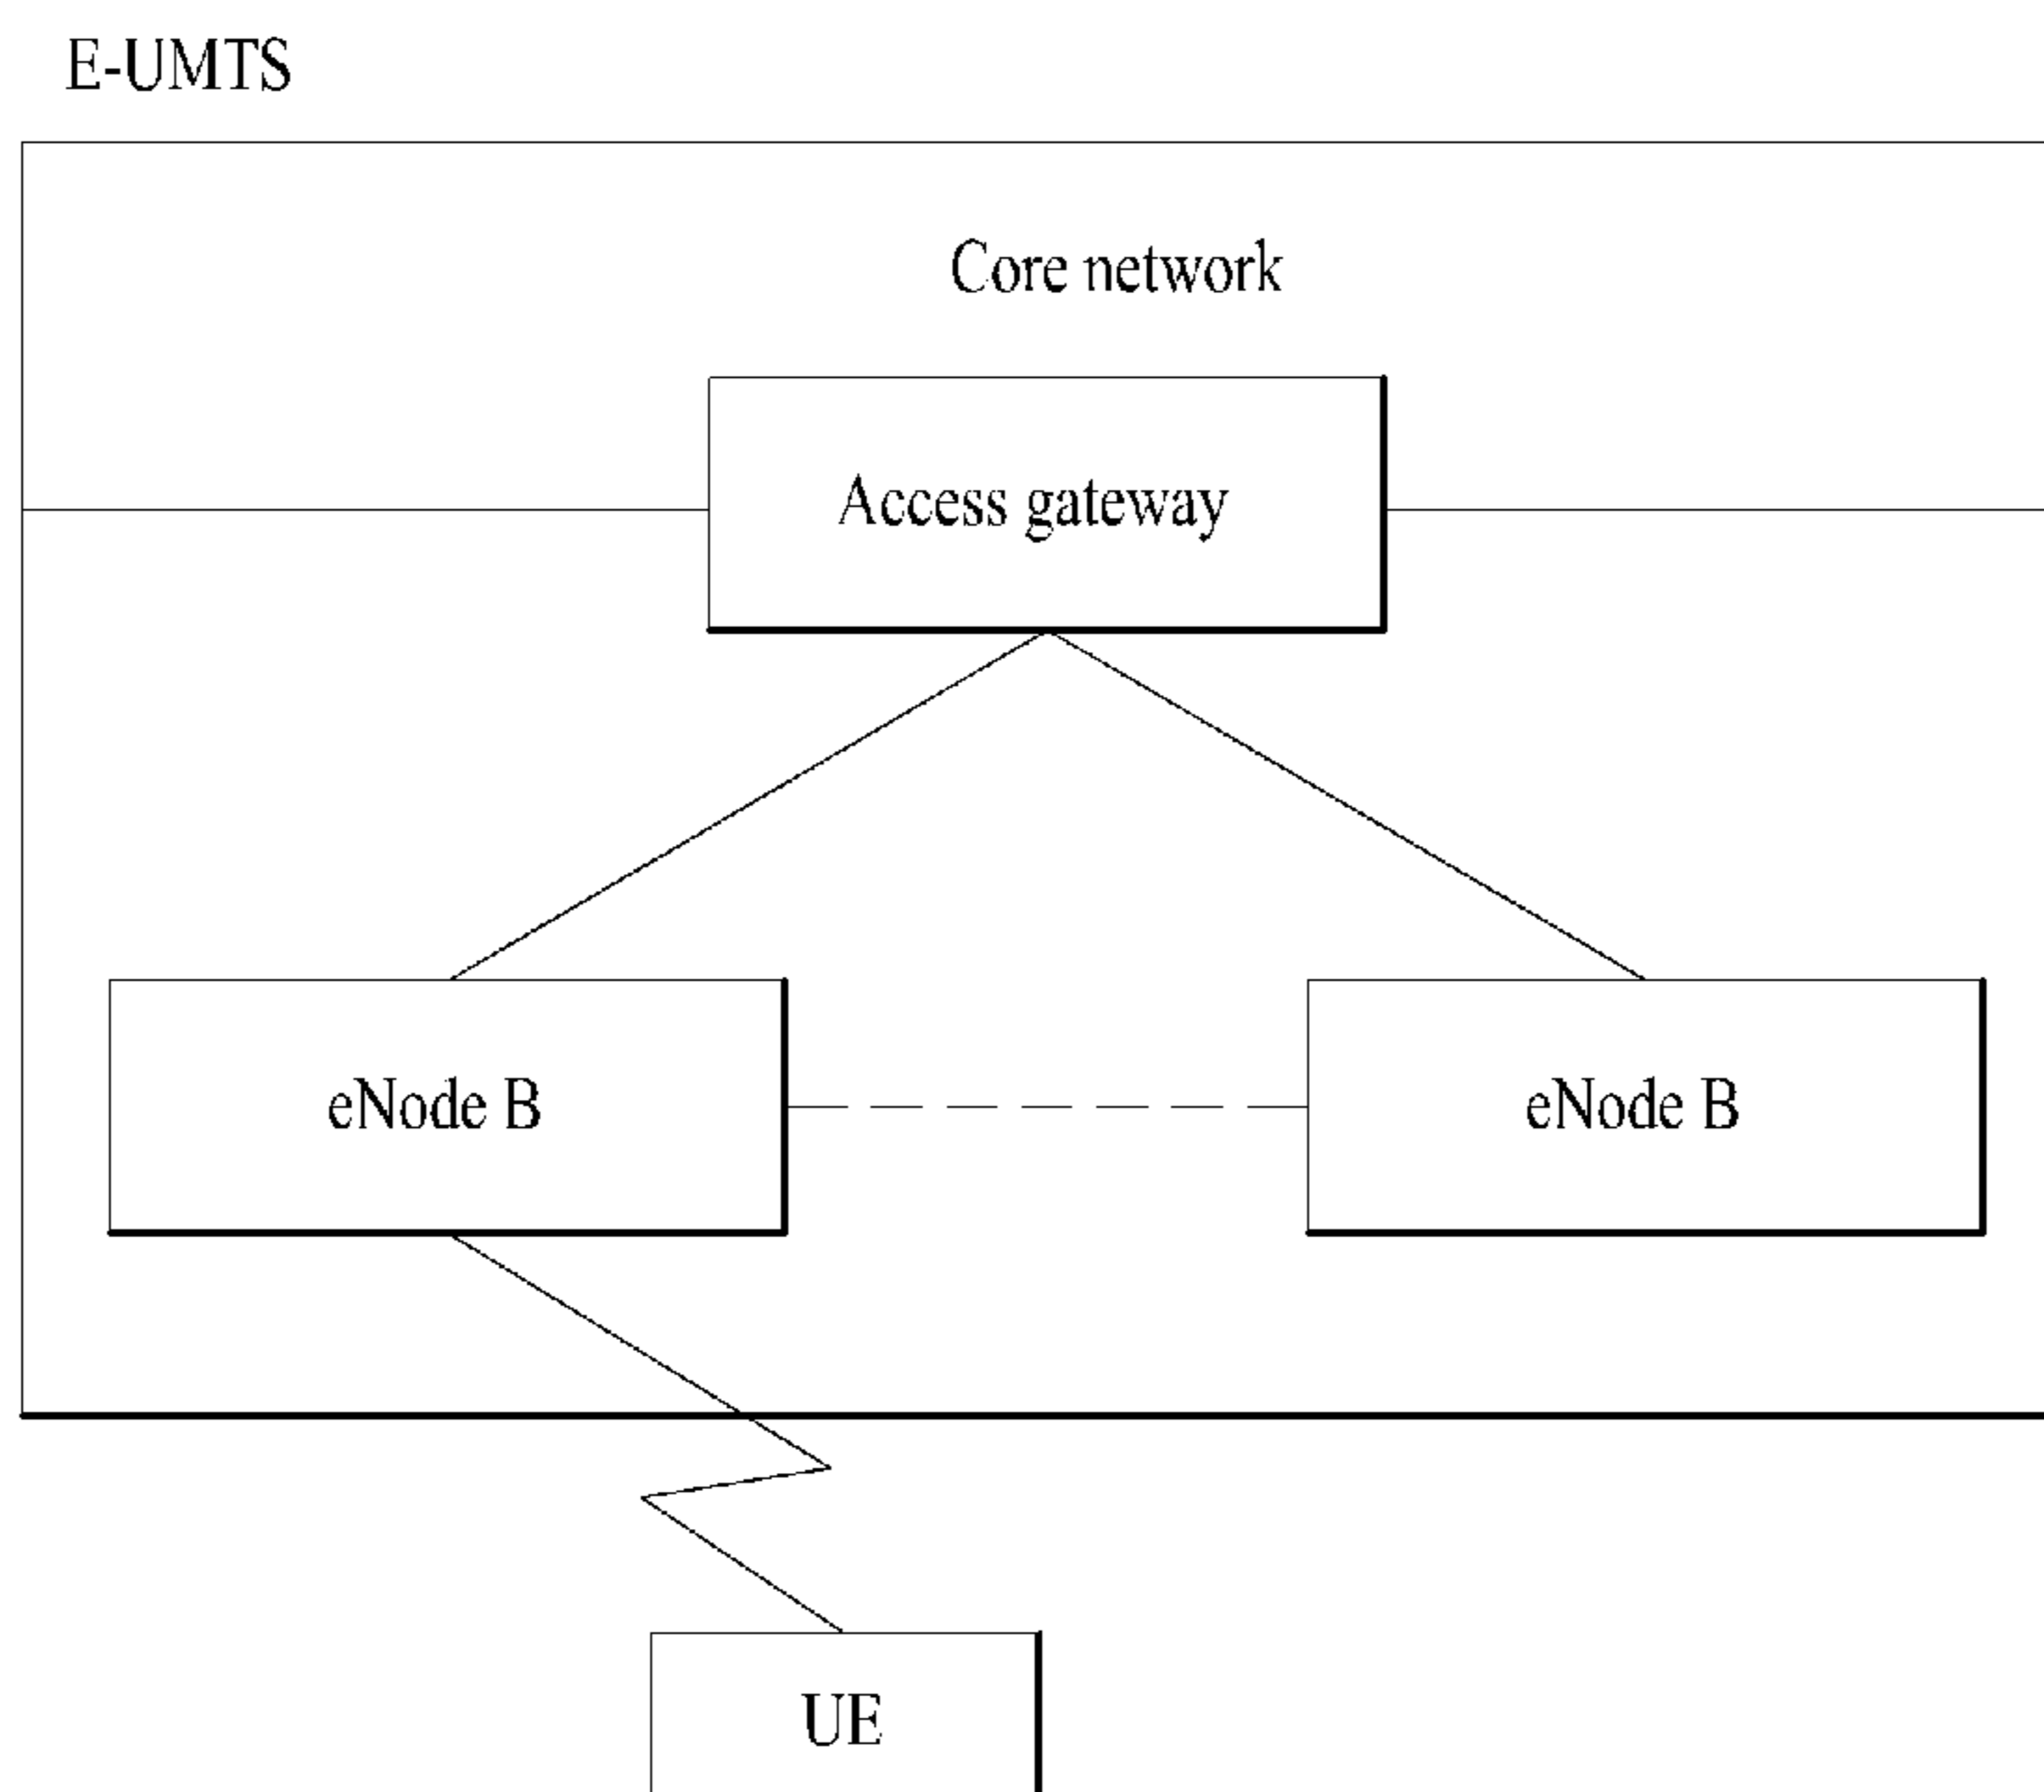 E-UMTS
Core network
Access gateway
eNode B
eNode B
UE